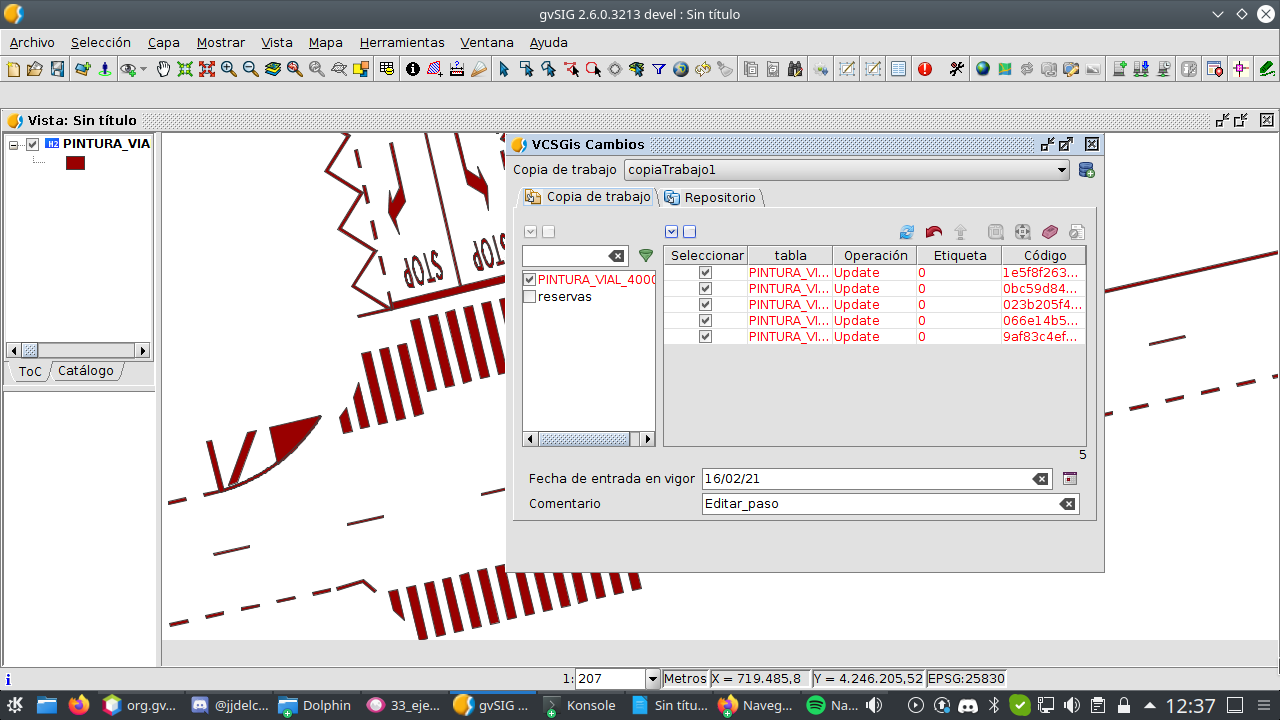 gvSIG 2.6.0.3213 devel : Sin título
Archivo Selección Capa Mostrar Vista Mapa Herramientas Ventana Ayuda
Vista: Sin título
PINTURA_VIA
ToC Catálogo
STOP
STOP
VCSGis Cambios
Copia de trabajo copiaTrabajo1
Copia de trabajo Repositorio
PINTURA_VIAL_4000
reservas
Seleccionar tabla Operación Etiqueta Código
PINTURA_VI... Update 0 1e5f8f263...
PINTURA_VI... Update 0 0bc59d84...
PINTURA_VI... Update 0 023b205f4...
PINTURA_VI... Update 0 066e14b5...
PINTURA_VI... Update 0 9af83c4ef...
5
Fecha de entrada en vigor 16/02/21
Comentario Editar_paso
1: 207 Metros X = 719.485,8 Y = 4.246.205,52 EPSG:25830
org.gv... @jjdelc... Dolphin 33_eje... gvSIG ... Konsole Sin títu... Naveg... Na... 12:37